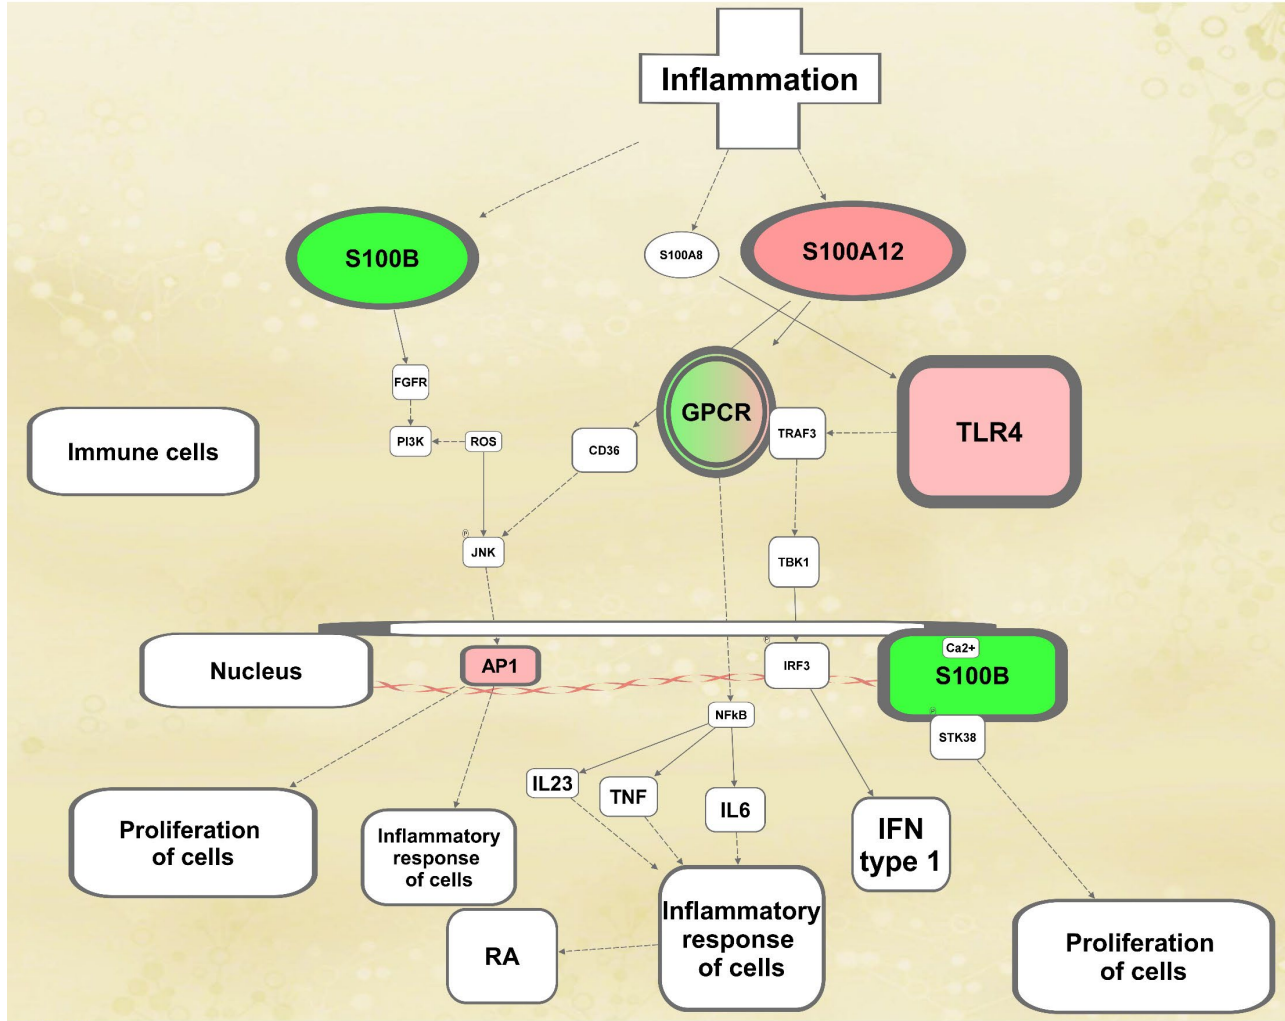 Inflammation
S100B
S100A8
S100A12
FGFR
GPCR
PI3K
ROS
CD36
TRAF3
TLR4
Immune cells
P
JNK
TBK1
Nucleus
AP1
P
IRF3
Ca2+
S100B
NFkB
P
STK38
IL23
TNF
IL6
Proliferation
of cells
Inflammatory
response
of cells
IFN
type 1
RA
Inflammatory
response
of cells
Proliferation
of cells